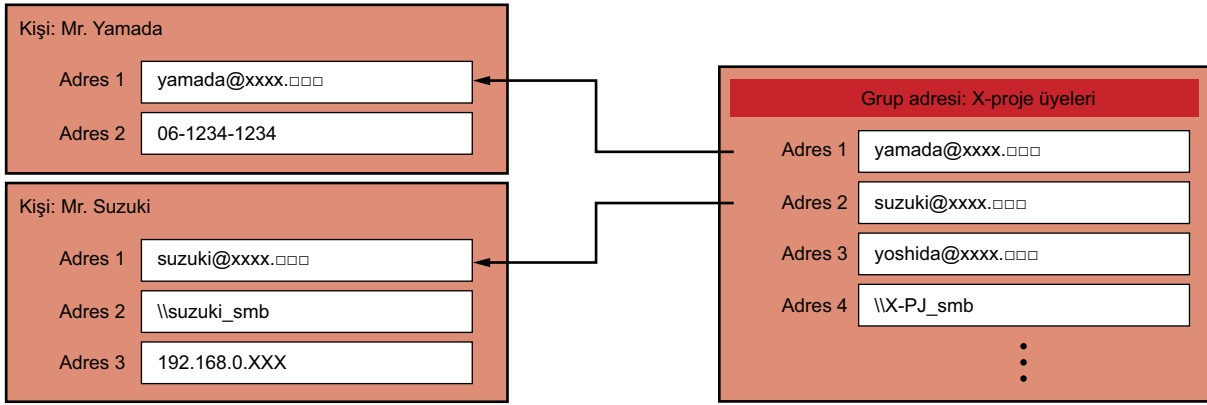 Kişi: Mr. Yamada
Adres 1 yamada@xxxx.□□□
Adres 2 06-1234-1234
Kişi: Mr. Suzuki
Adres 1 suzuki@xxxx.□□□
Adres 2 \\suzuki_smb
Adres 3 192.168.0.XXX
Grup adresi: X-proje üyeleri
Adres 1 yamada@xxxx.□□□
Adres 2 suzuki@xxxx.□□□
Adres 3 yoshida@xxxx.□□□
Adres 4 \\X-PJ_smb